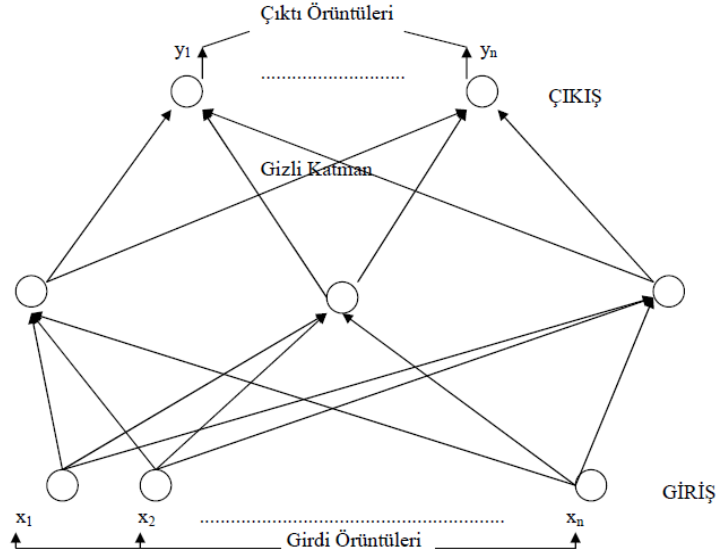 Çıktı Örüntüleri
y₁ yₙ
..............................
ÇIKIŞ
Gizli Katman
GİRİŞ
x₁ x₂ ............................................................... xₙ
Girdi Örüntüleri